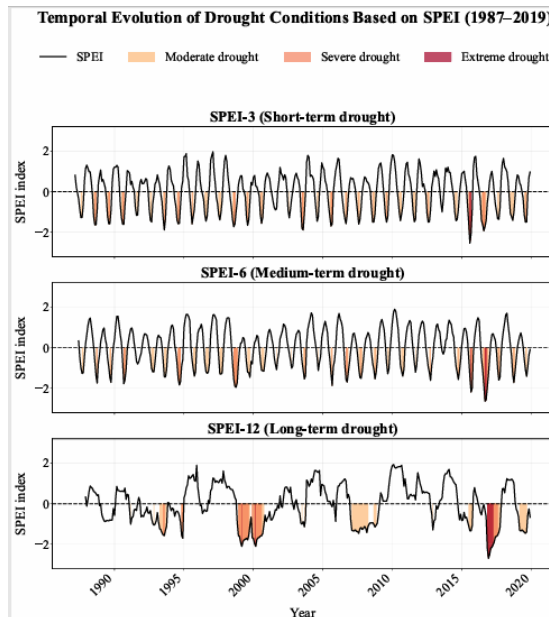 Temporal Evolution of Drought Conditions Based on SPEI (1987–2019)
SPEI Moderate drought Severe drought Extreme drought
SPEI-3 (Short-term drought)
SPEI index
2
0
−2
SPEI-6 (Medium-term drought)
SPEI index
2
0
−2
SPEI-12 (Long-term drought)
SPEI index
2
0
−2
1990 1995 2000 2005 2010 2015 2020
Year